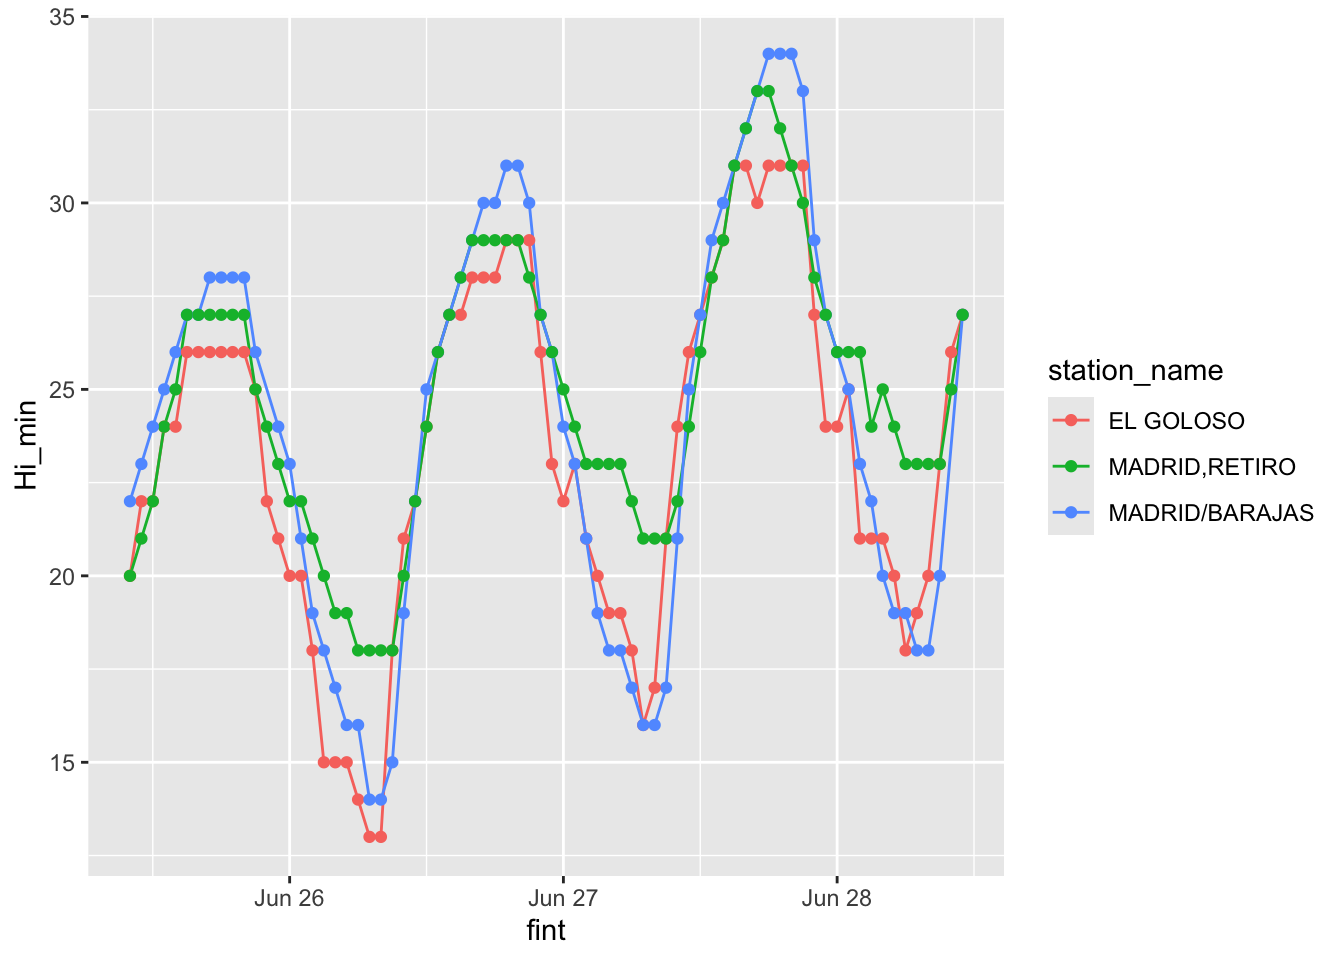 35
30
25
20
15
Hi_min
Jun 26
Jun 27
Jun 28
fint
station_name
EL GOLOSO
MADRID,RETIRO
MADRID/BARAJAS